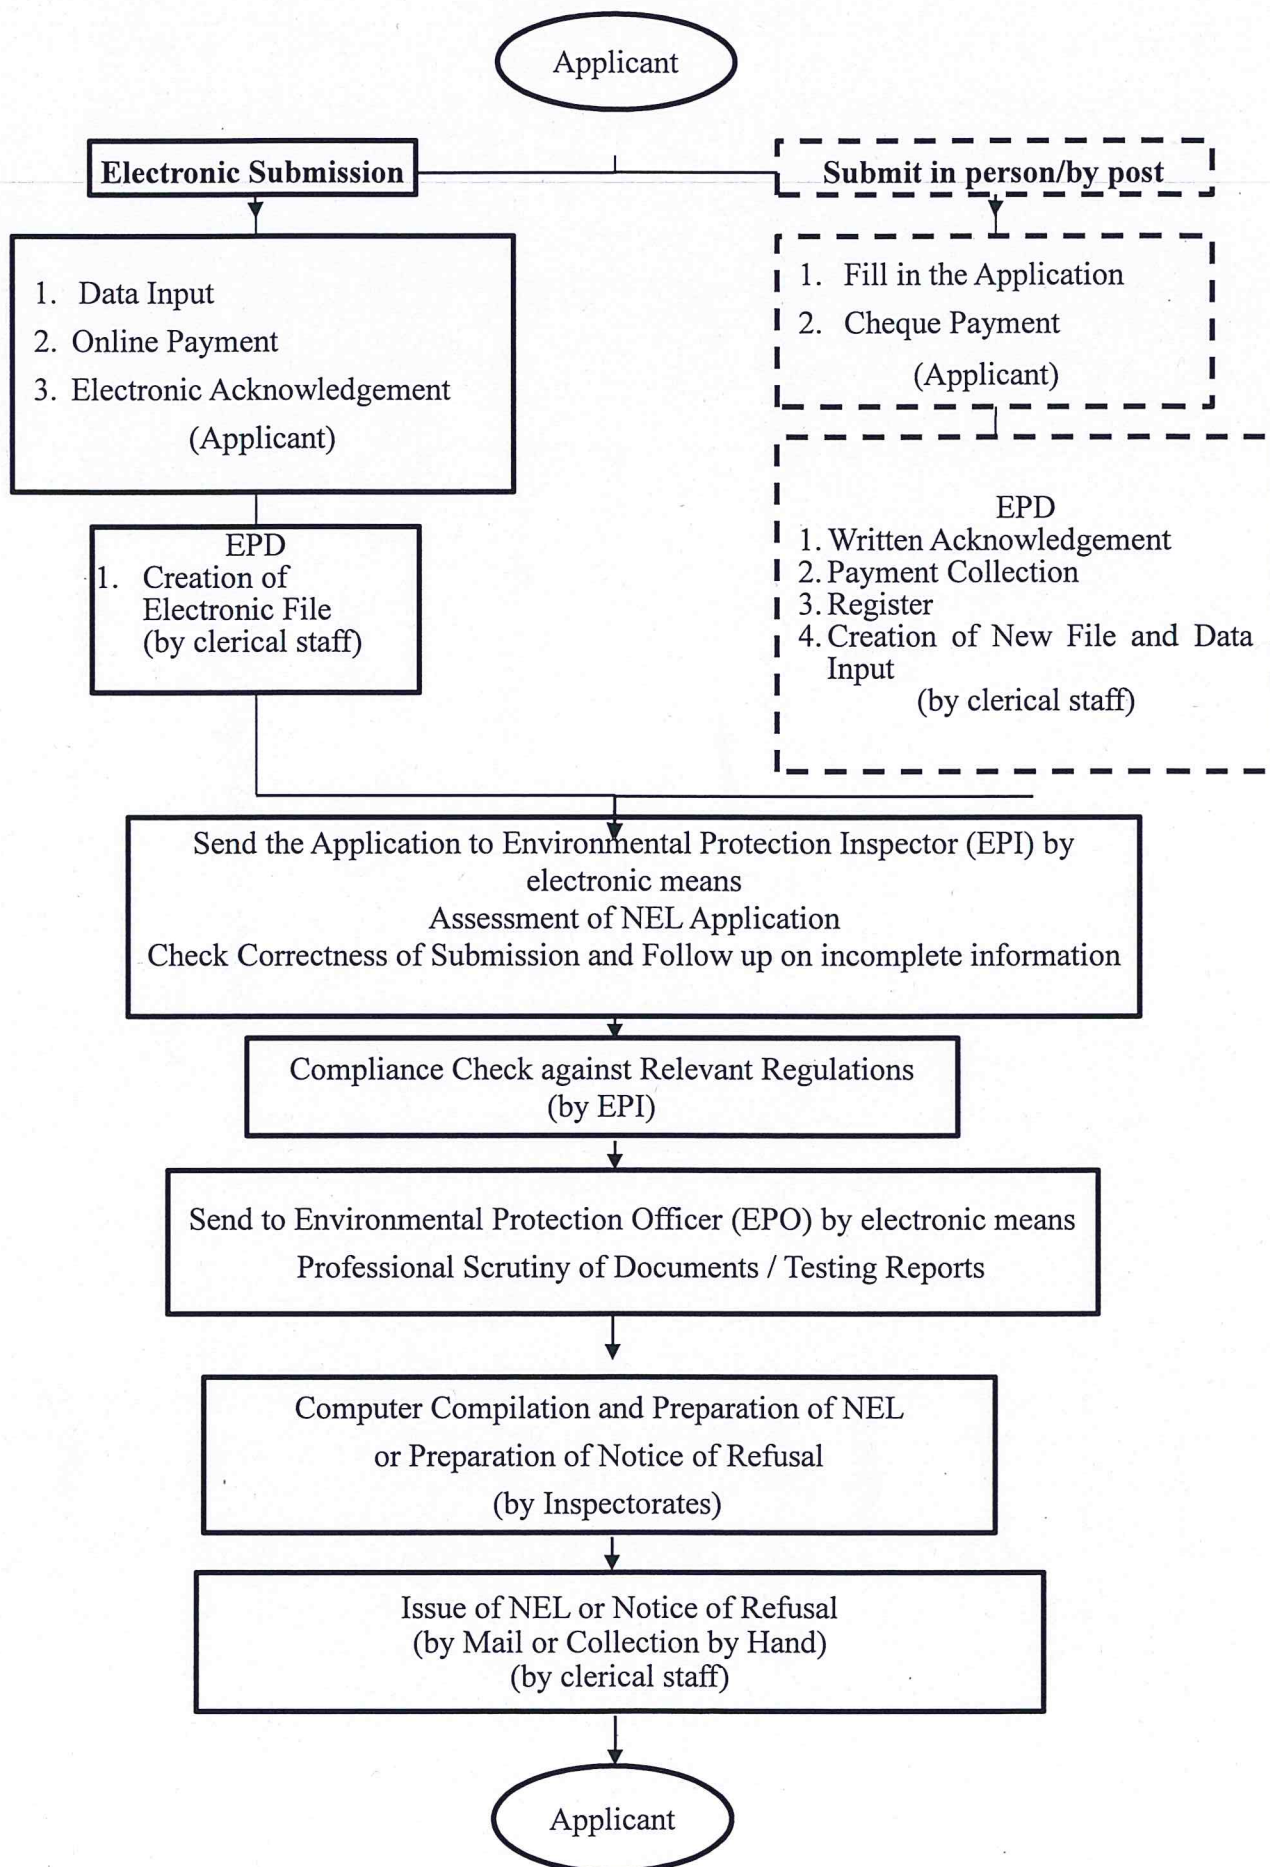 Applicant
Electronic Submission
1. Data Input
2. Online Payment
3. Electronic Acknowledgement
(Applicant)
EPD
1. Creation of
Electronic File
(by clerical staff)
Submit in person/by post
1. Fill in the Application
2. Cheque Payment
(Applicant)
EPD
1. Written Acknowledgement
2. Payment Collection
3. Register
4. Creation of New File and Data
Input
(by clerical staff)
Send the Application to Environmental Protection Inspector (EPI) by
electronic means
Assessment of NEL Application
Check Correctness of Submission and Follow up on incomplete information
Compliance Check against Relevant Regulations
(by EPI)
Send to Environmental Protection Officer (EPO) by electronic means
Professional Scrutiny of Documents / Testing Reports
Computer Compilation and Preparation of NEL
or Preparation of Notice of Refusal
(by Inspectorates)
Issue of NEL or Notice of Refusal
(by Mail or Collection by Hand)
(by clerical staff)
Applicant